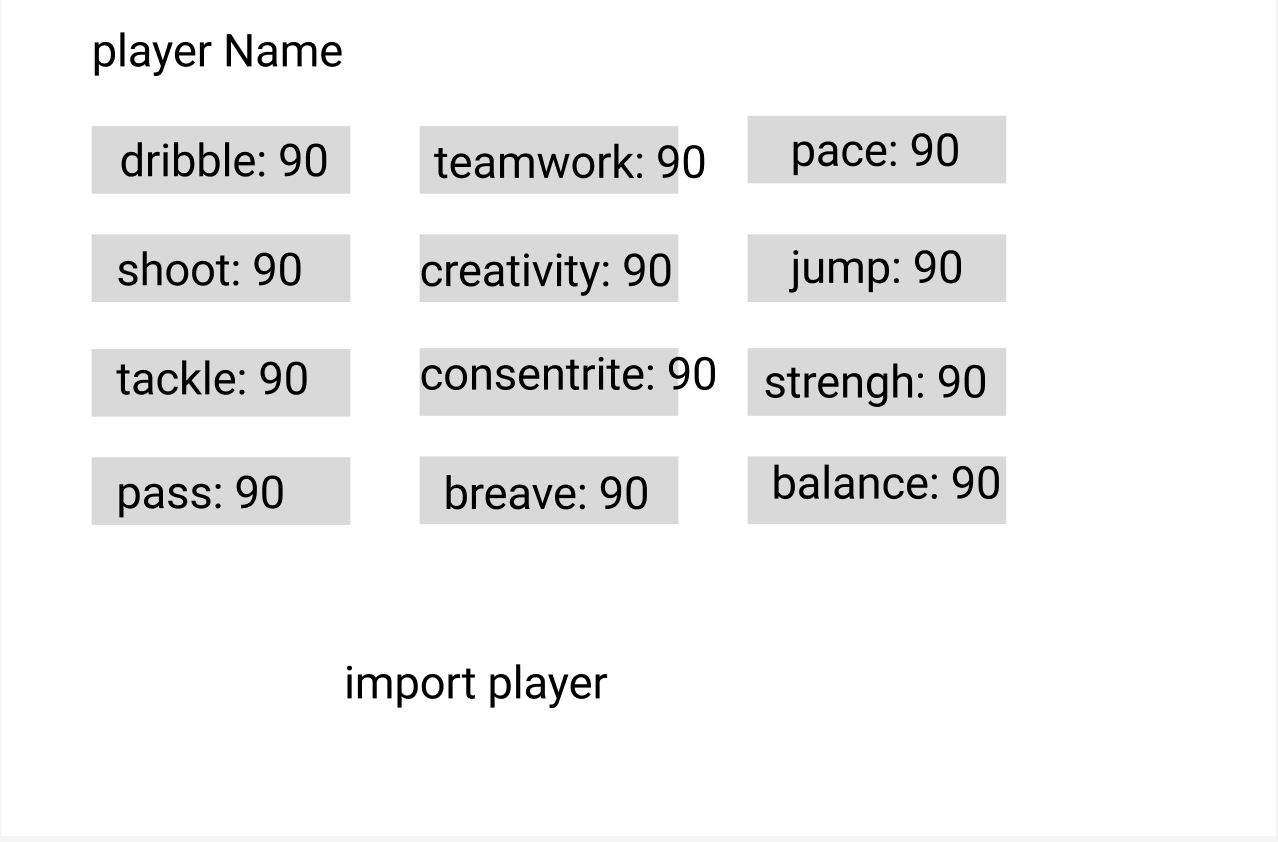 player Name
dribble: 90
teamwork: 90
pace: 90
shoot: 90
creativity: 90
jump: 90
tackle: 90
consentrite: 90
strengh: 90
pass: 90
breave: 90
balance: 90
import player